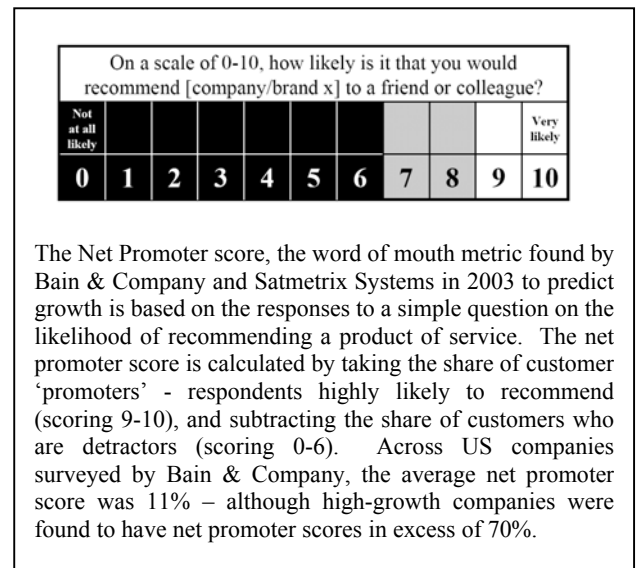 On a scale of 0-10, how likely is it that you would
recommend [company/brand x] to a friend or colleague?
Not
at all
likely
Very
likely
0 1 2 3 4 5 6 7 8 9 10
The Net Promoter score, the word of mouth metric found by
Bain & Company and Satmetrix Systems in 2003 to predict
growth is based on the responses to a simple question on the
likelihood of recommending a product of service. The net
promoter score is calculated by taking the share of customer
‘promoters’ - respondents highly likely to recommend
(scoring 9-10), and subtracting the share of customers who
are detractors (scoring 0-6). Across US companies
surveyed by Bain & Company, the average net promoter
score was 11% – although high-growth companies were
found to have net promoter scores in excess of 70%.